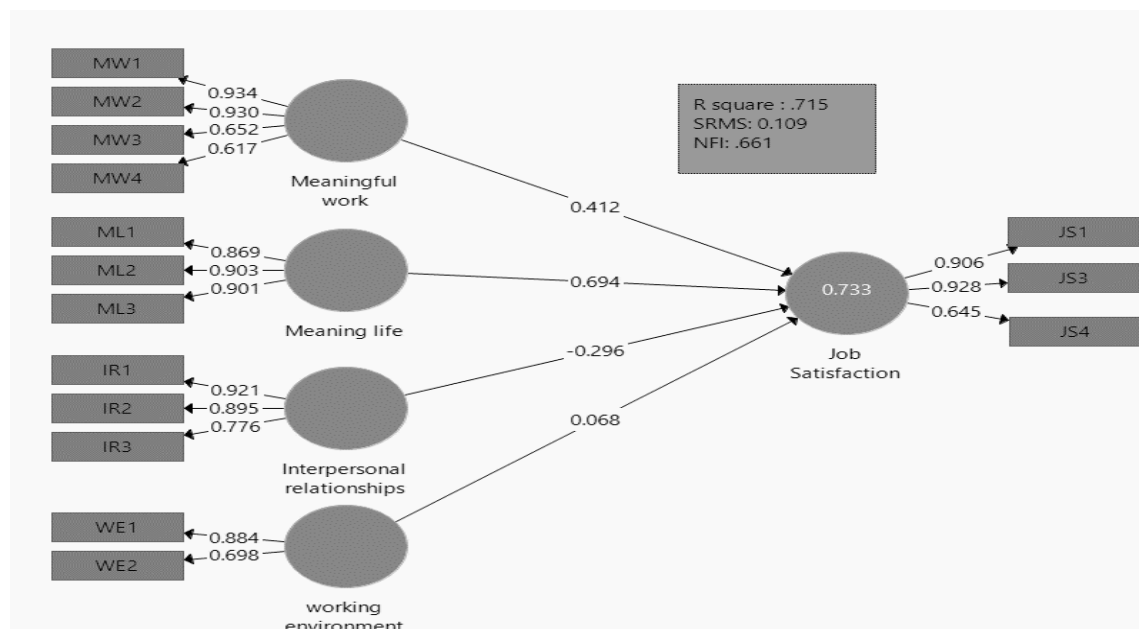 MW1
MW2
MW3
MW4
0.934
0.930
0.652
0.617
Meaningful
work
ML1
ML2
ML3
0.869
0.903
0.901
Meaning life
IR1
IR2
IR3
0.921
0.895
0.776
Interpersonal
relationships
WE1
WE2
0.884
0.698
working
environment
0.412
0.694
-0.296
0.068
R square : .715
SRMS: 0.109
NFI: .661
0.733
Job
Satisfaction
0.906
0.928
0.645
JS1
JS3
JS4